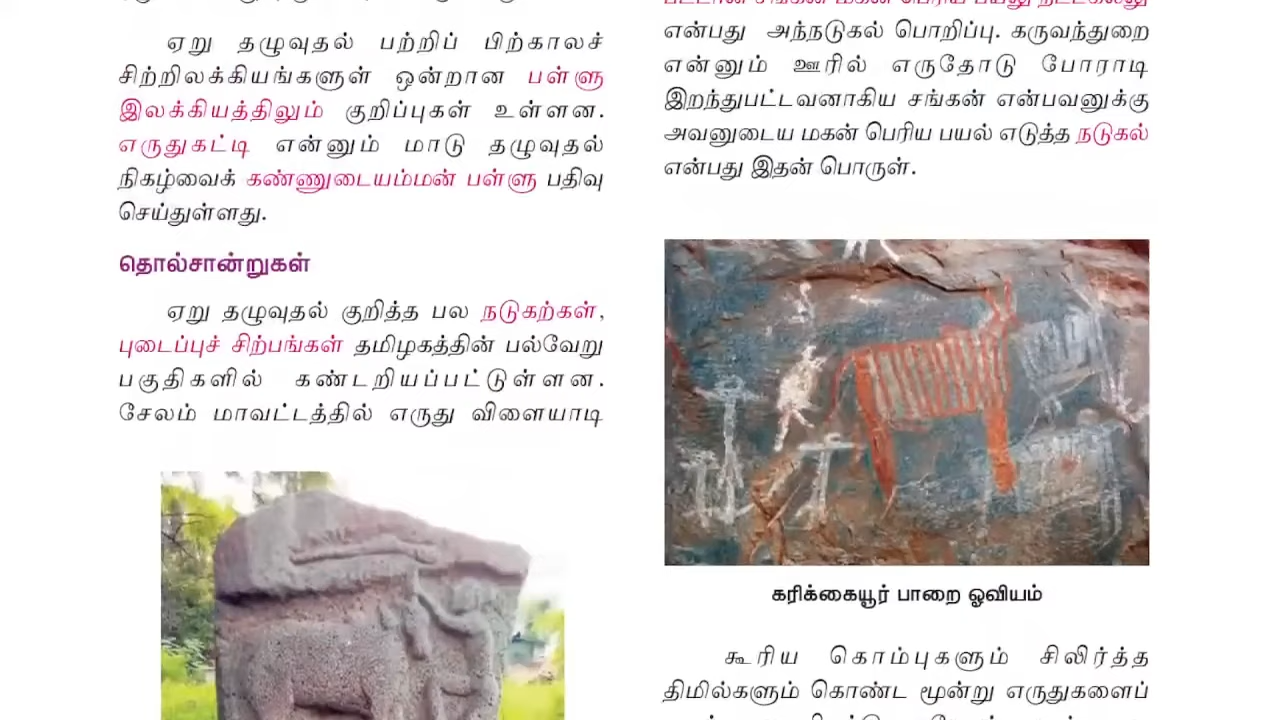 ஏறு தழுவுதல் பற்றிப் பிற்காலச்
சிற்றிலக்கியங்களுள் ஒன்றான பள்ளு
இலக்கியத்திலும் குறிப்புகள் உள்ளன.
எருதுகட்டி என்னும் மாடு தழுவுதல்
நிகழ்வைக் கண்ணுடையம்மன் பள்ளு பதிவு
செய்துள்ளது.
தொல்சான்றுகள்
ஏறு தழுவுதல் குறித்த பல நடுகற்கள்,
புடைப்புச் சிற்பங்கள் தமிழகத்தின் பல்வேறு
பகுதிகளில் கண்டறியப்பட்டுள்ளன.
சேலம் மாவட்டத்தில் எருது விளையாடி
என்பது அந்நடுகல் பொறிப்பு. கருவந்துறை
என்னும் ஊரில் எருதோடு போராடி
இறந்துபட்டவனாகிய சங்கன் என்பவனுக்கு
அவனுடைய மகன் பெரிய பயல் எடுத்த நடுகல்
என்பது இதன் பொருள்.
கரிக்கையூர் பாறை ஓவியம்
கூரிய கொம்புகளும் சிலிர்த்த
திமில்களும் கொண்ட மூன்று எருதுகளைப்